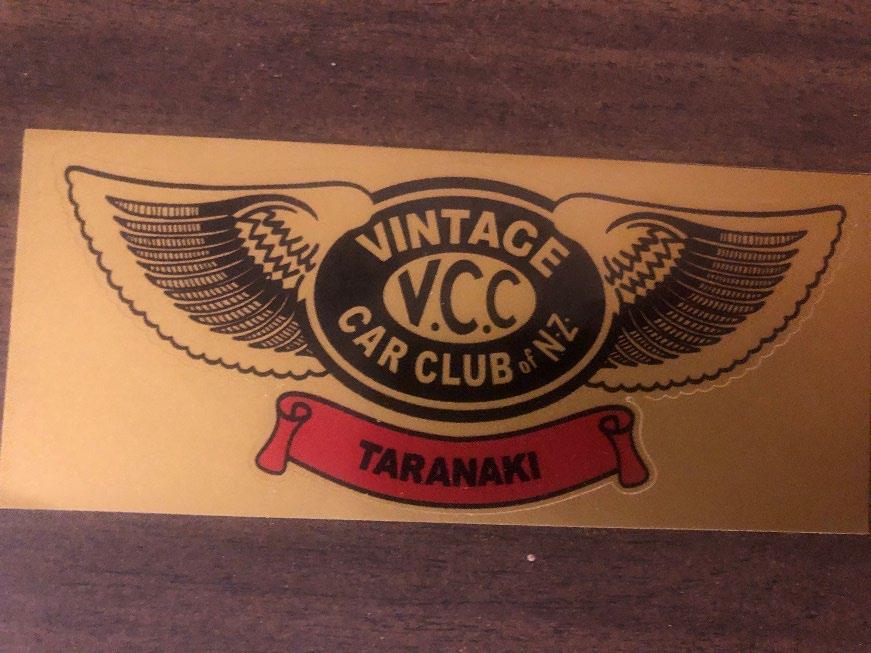 VINTAGE
V.C.C
CAR CLUB of N.Z.
TARANAKI